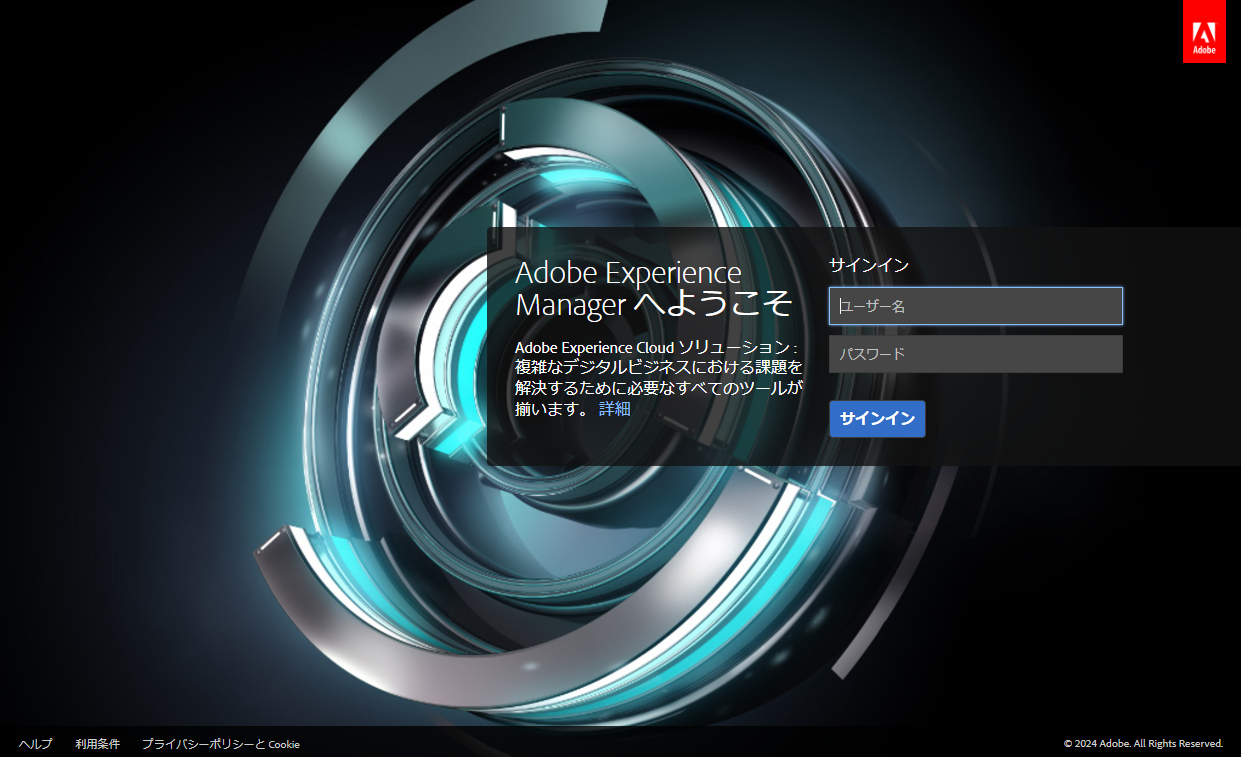 Adobe
Adobe Experience
Manager へようこそ
Adobe Experience Cloud ソリューション :
複雑なデジタルビジネスにおける課題を
解決するために必要なすべてのツールが
揃います。 詳細
サインイン
ユーザー名
パスワード
サインイン
ヘルプ 利用条件 プライバシーポリシーと Cookie
© 2024 Adobe. All Rights Reserved.